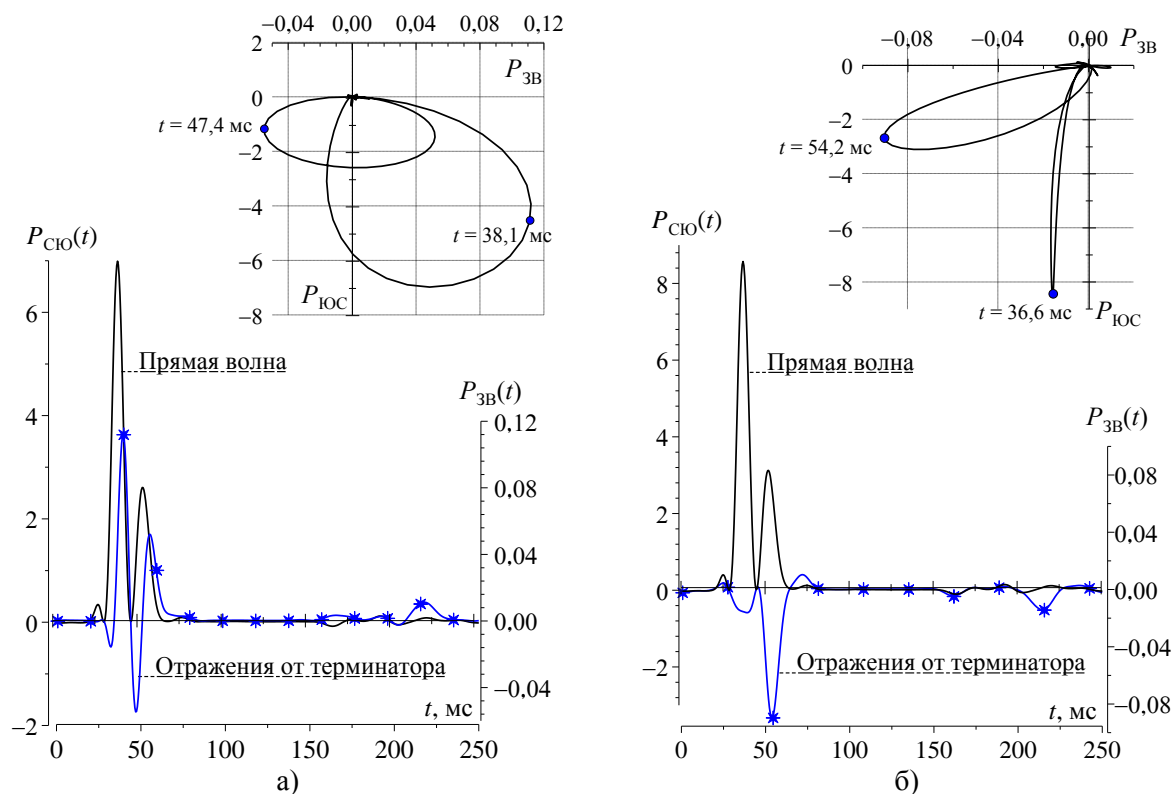 −0,04 0,00 0,04 0,08 0,12
P_ЗВ
2
0
−2
−4
−6
−8
t = 47,4 мс
t = 38,1 мс
P_ЮС
P_СЮ(t)
6
4
2
0
−2
Прямая волна
P_ЗВ(t)
0,12
0,08
0,04
0,00
−0,04
Отражения от терминатора
t, мс
0 50 100 150 200 250
а)
−0,08 −0,04 0,00
P_ЗВ
0
−2
−4
−6
−8
t = 54,2 мс
t = 36,6 мс
P_ЮС
P_СЮ(t)
8
6
4
2
0
−2
Прямая волна
P_ЗВ(t)
0,08
0,04
0,00
−0,04
−0,08
Отражения от терминатора
t, мс
0 50 100 150 200 250
б)